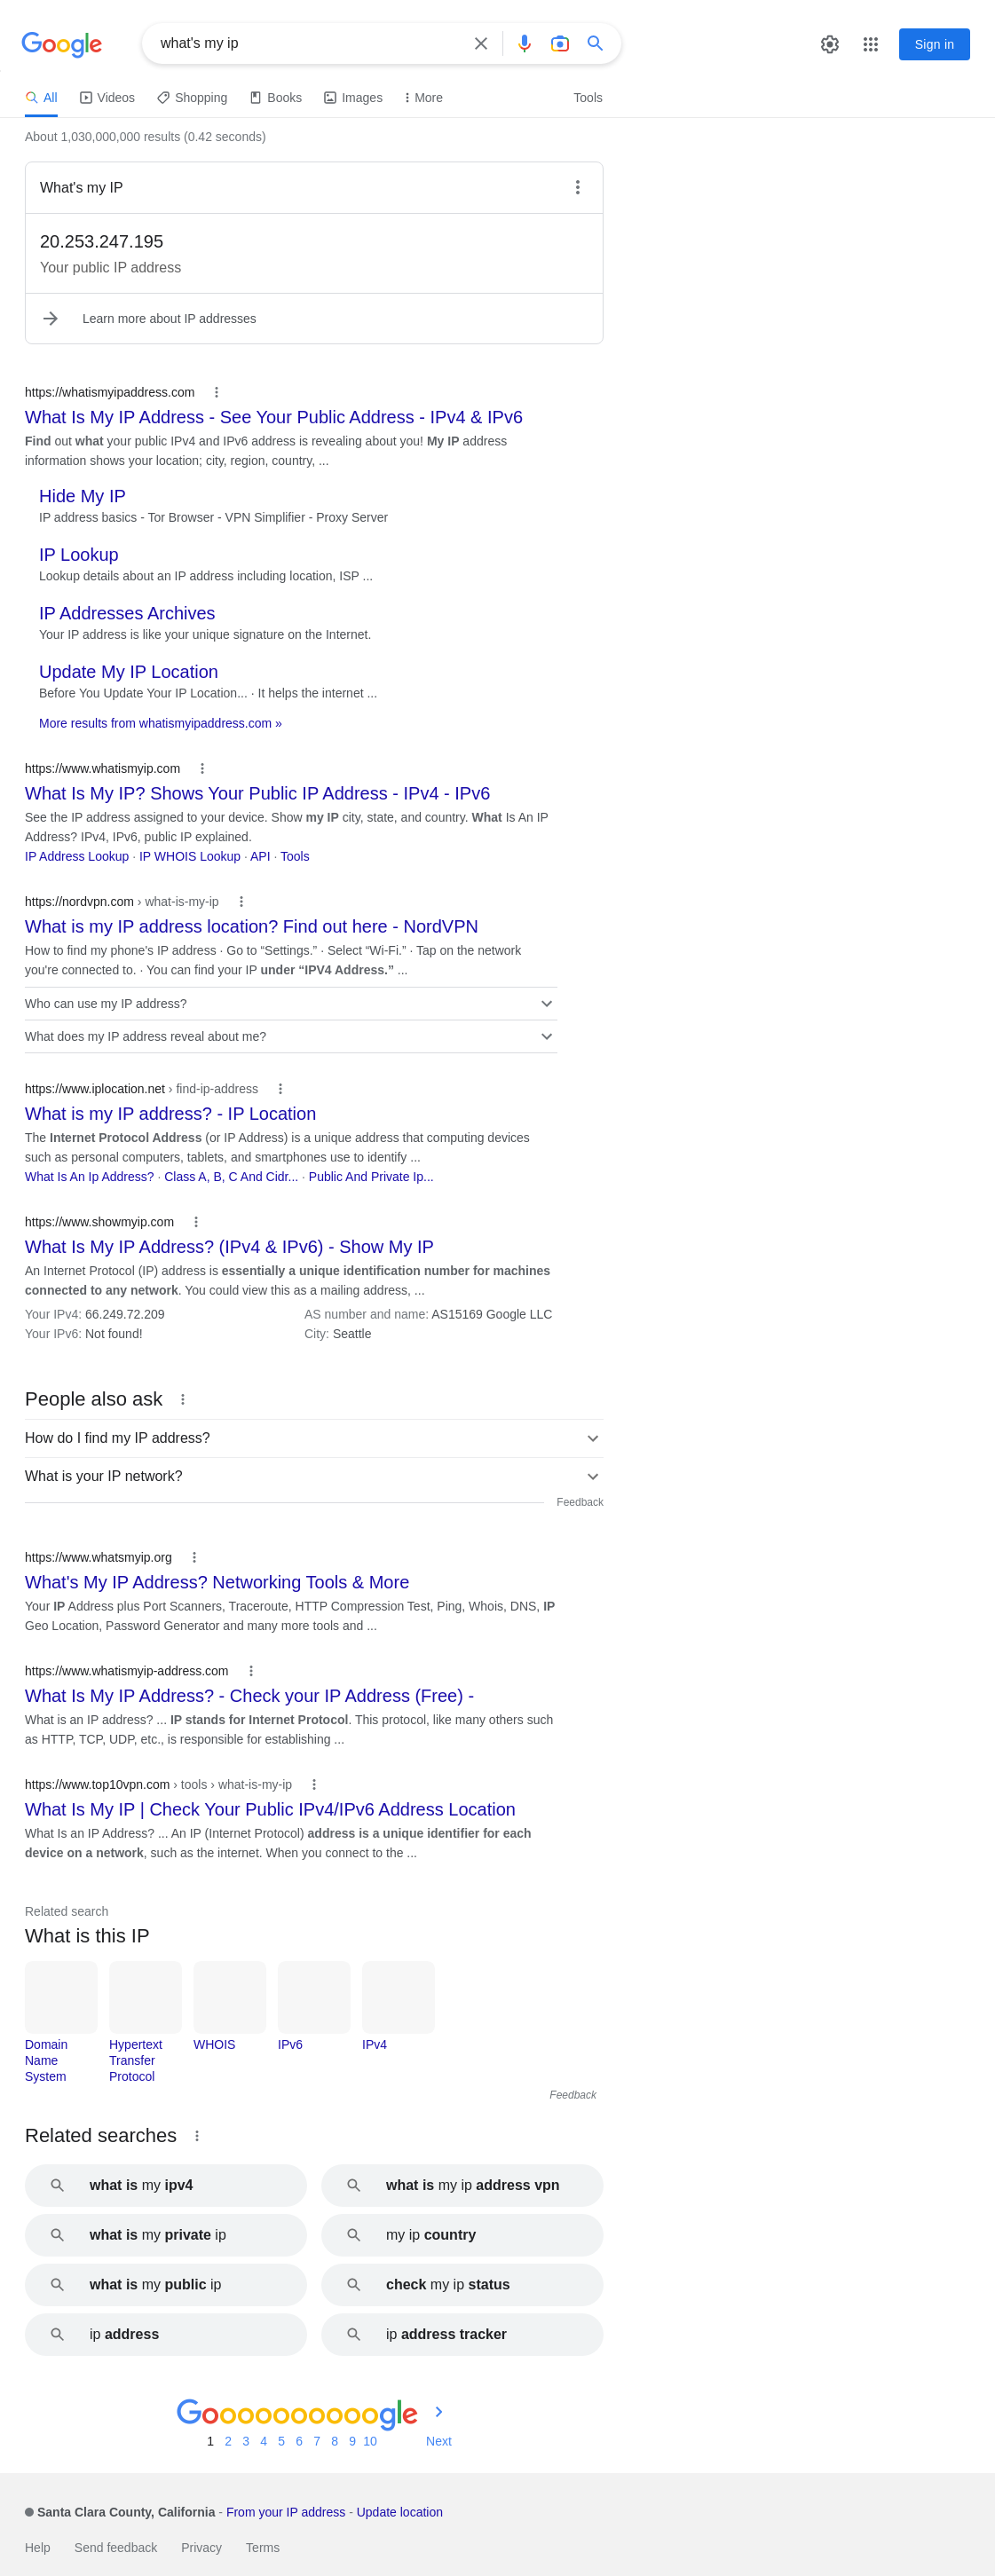 Google
what's my ip
Sign in
All
Videos
Shopping
Books
Images
More
Tools
About 1,030,000,000 results (0.42 seconds)
What's my IP
20.253.247.195
Your public IP address
Learn more about IP addresses
https://whatismyipaddress.com
What Is My IP Address - See Your Public Address - IPv4 & IPv6
Find out what your public IPv4 and IPv6 address is revealing about you! My IP address
information shows your location; city, region, country, ...
Hide My IP
IP address basics - Tor Browser - VPN Simplifier - Proxy Server
IP Lookup
Lookup details about an IP address including location, ISP ...
IP Addresses Archives
Your IP address is like your unique signature on the Internet.
Update My IP Location
Before You Update Your IP Location... · It helps the internet ...
More results from whatismyipaddress.com »
https://www.whatismyip.com
What Is My IP? Shows Your Public IP Address - IPv4 - IPv6
See the IP address assigned to your device. Show my IP city, state, and country. What Is An IP
Address? IPv4, IPv6, public IP explained.
IP Address Lookup · IP WHOIS Lookup · API · Tools
https://nordvpn.com › what-is-my-ip
What is my IP address location? Find out here - NordVPN
How to find my phone's IP address · Go to “Settings.” · Select “Wi-Fi.” · Tap on the network
you're connected to. · You can find your IP under “IPV4 Address.” ...
Who can use my IP address?
What does my IP address reveal about me?
https://www.iplocation.net › find-ip-address
What is my IP address? - IP Location
The Internet Protocol Address (or IP Address) is a unique address that computing devices
such as personal computers, tablets, and smartphones use to identify ...
What Is An Ip Address? · Class A, B, C And Cidr... · Public And Private Ip...
https://www.showmyip.com
What Is My IP Address? (IPv4 & IPv6) - Show My IP
An Internet Protocol (IP) address is essentially a unique identification number for machines
connected to any network. You could view this as a mailing address, ...
Your IPv4: 66.249.72.209
AS number and name: AS15169 Google LLC
Your IPv6: Not found!
City: Seattle
People also ask
How do I find my IP address?
What is your IP network?
Feedback
https://www.whatsmyip.org
What's My IP Address? Networking Tools & More
Your IP Address plus Port Scanners, Traceroute, HTTP Compression Test, Ping, Whois, DNS, IP
Geo Location, Password Generator and many more tools and ...
https://www.whatismyip-address.com
What Is My IP Address? - Check your IP Address (Free) -
What is an IP address? ... IP stands for Internet Protocol. This protocol, like many others such
as HTTP, TCP, UDP, etc., is responsible for establishing ...
https://www.top10vpn.com › tools › what-is-my-ip
What Is My IP | Check Your Public IPv4/IPv6 Address Location
What Is an IP Address? ... An IP (Internet Protocol) address is a unique identifier for each
device on a network, such as the internet. When you connect to the ...
Related search
What is this IP
Domain
Name
System
Hypertext
Transfer
Protocol
WHOIS
IPv6
IPv4
Feedback
Related searches
what is my ipv4
what is my ip address vpn
what is my private ip
my ip country
what is my public ip
check my ip status
ip address
ip address tracker
Goooooooooogle
1 2 3 4 5 6 7 8 9 10 Next
Santa Clara County, California - From your IP address - Update location
Help
Send feedback
Privacy
Terms